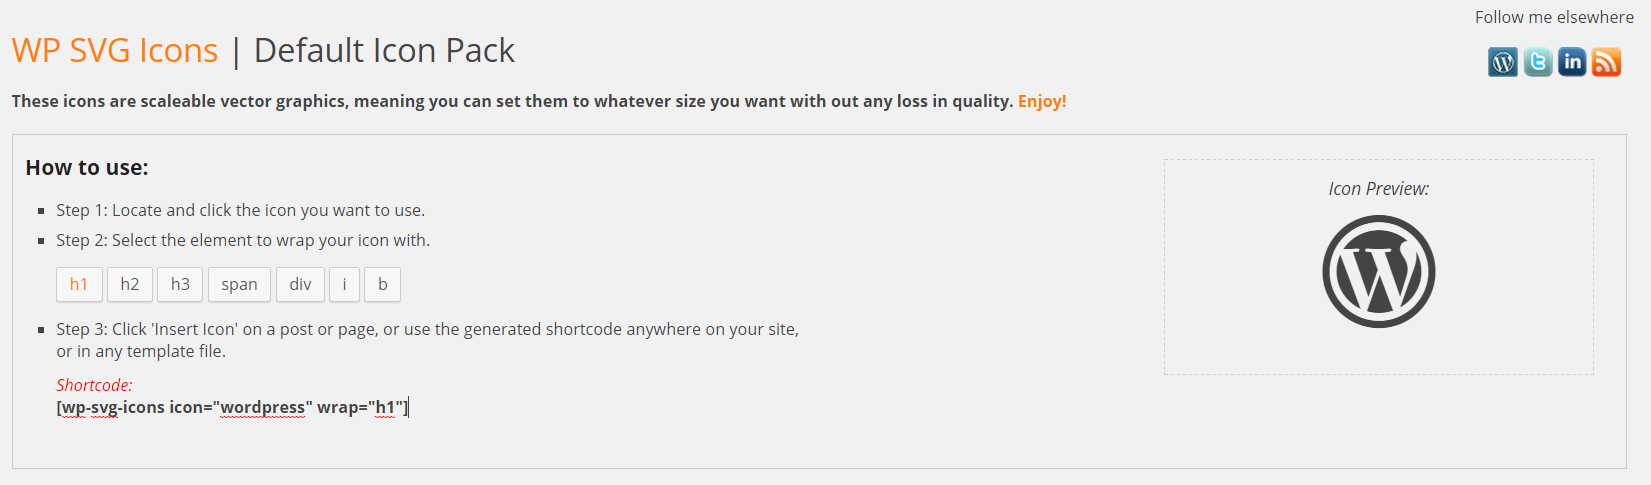 Follow me elsewhere
WP SVG Icons | Default Icon Pack
These icons are scaleable vector graphics, meaning you can set them to whatever size you want with out any loss in quality. Enjoy!
How to use:
Step 1: Locate and click the icon you want to use.
Step 2: Select the element to wrap your icon with.
h1 h2 h3 span div i b
Step 3: Click 'Insert Icon' on a post or page, or use the generated shortcode anywhere on your site,
or in any template file.
Shortcode:
[wp-svg-icons icon="wordpress" wrap="h1"]
Icon Preview: